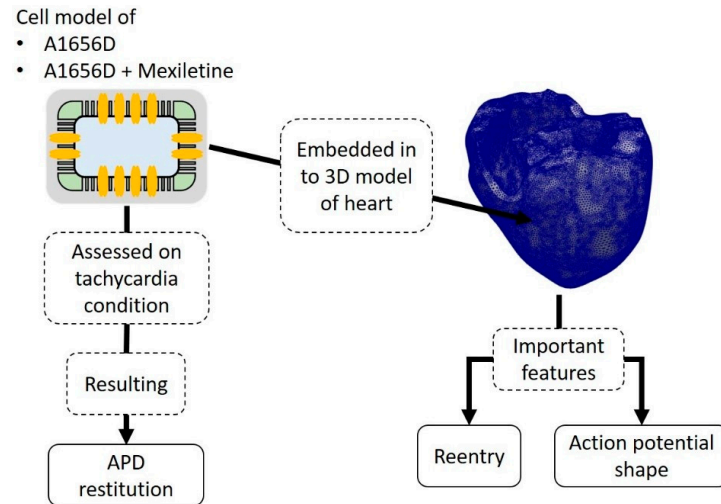 Cell model of
• A1656D
• A1656D + Mexiletine
Embedded in
to 3D model
of heart
Assessed on
tachycardia
condition
Resulting
APD
restitution
Important
features
Reentry
Action potential
shape